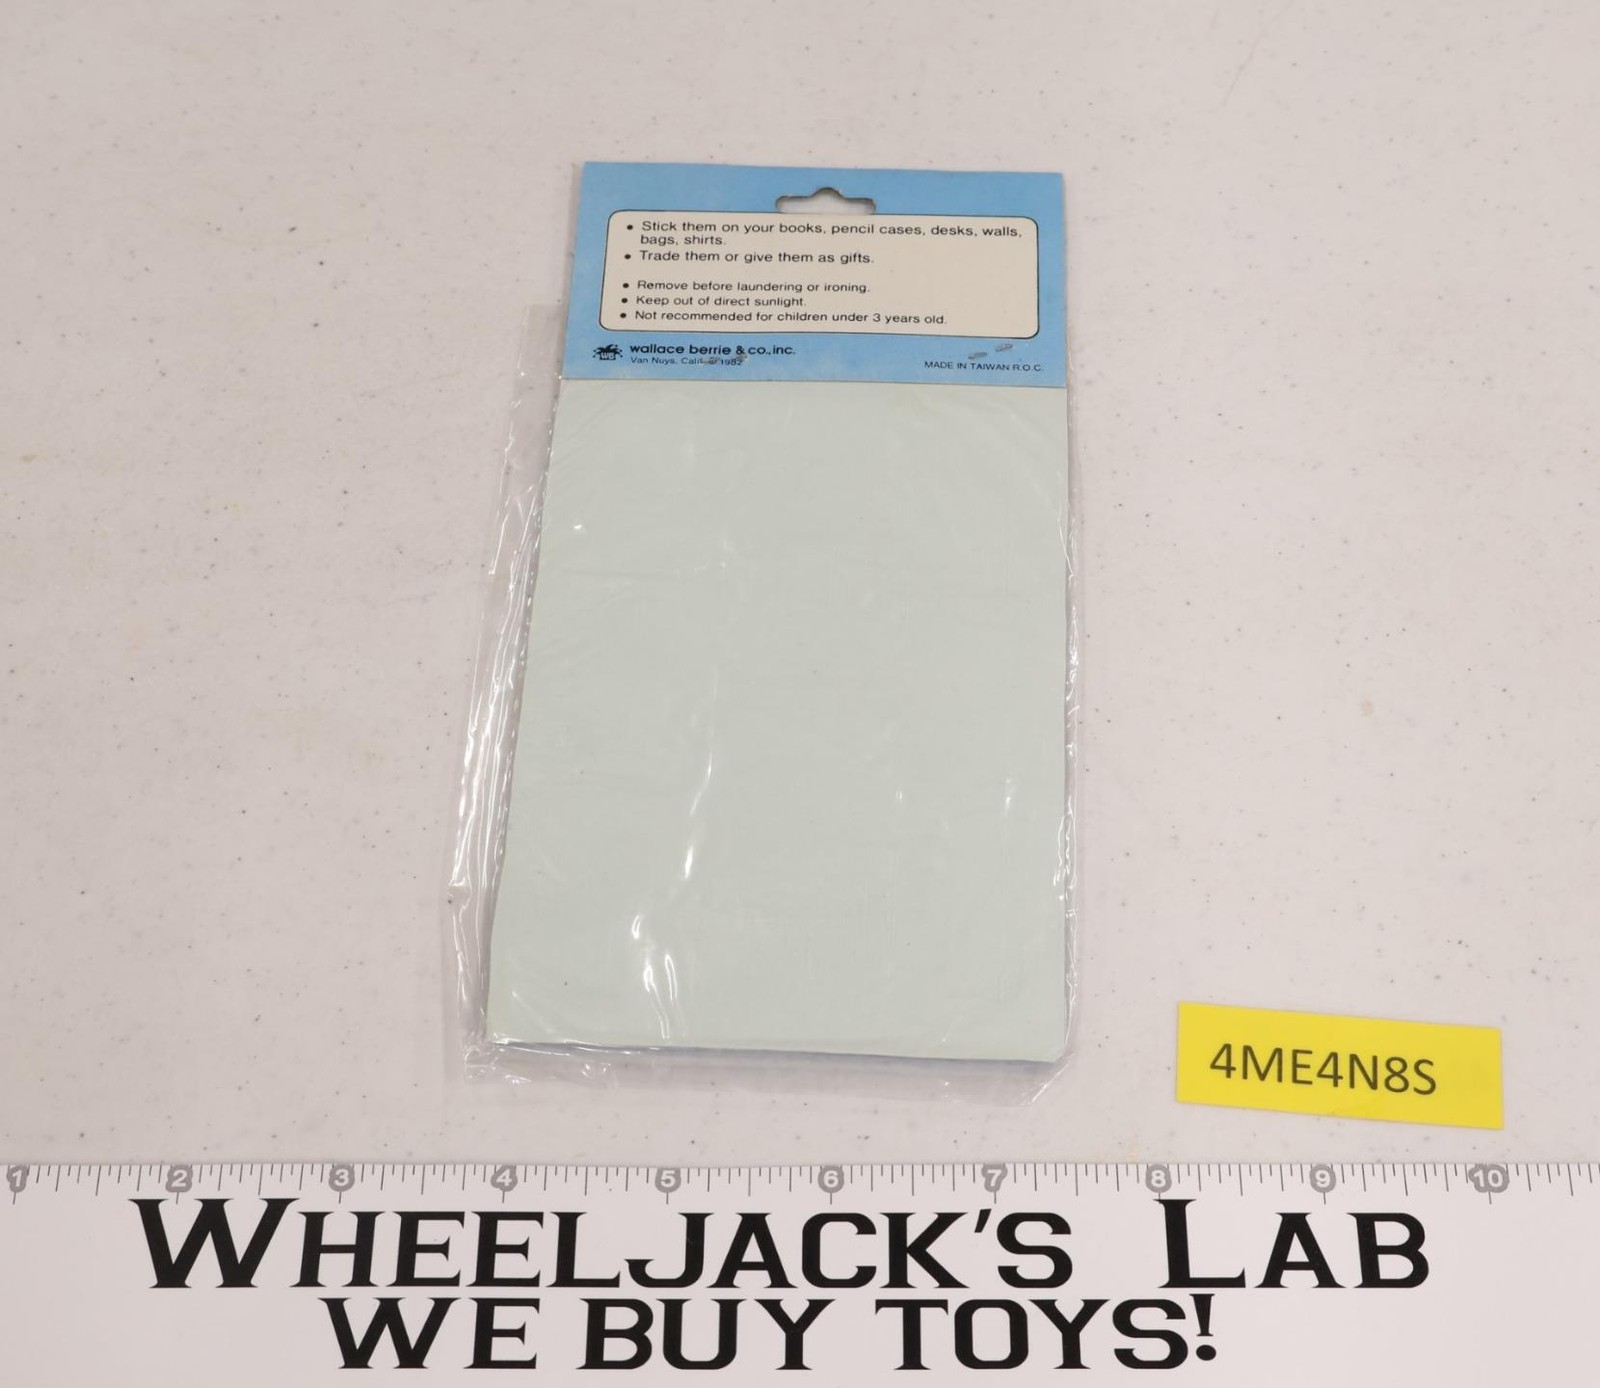 • Stick them on your books, pencil cases, desks, walls,
bags, shirts.
• Trade them or give them as gifts.
• Remove before laundering or ironing.
• Keep out of direct sunlight.
• Not recommended for children under 3 years old.
WB
wallace berrie & co., inc.
Van Nuys, Calif. © 1982
MADE IN TAIWAN R.O.C.
4ME4N8S
1 2 3 4 5 6 7 8 9 10
WHEELJACK'S LAB
WE BUY TOYS!